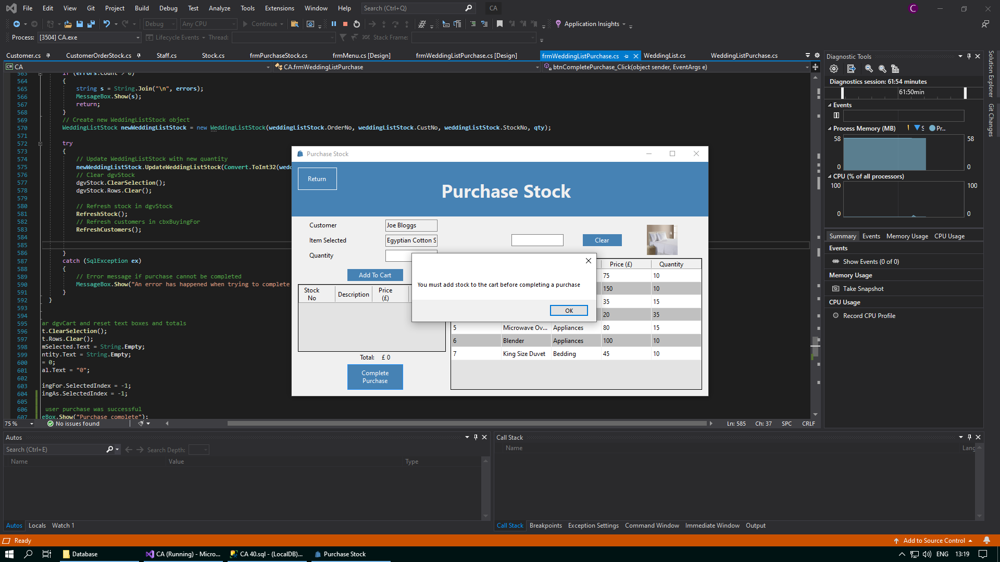 File Edit View Git Project Build Debug Test Analyze Tools Extensions Window Help Search (Ctrl+Q) CA C
Debug Any CPU Continue Application Insights
Process: [3504] CA.exe Lifecycle Events Thread: Stack Frame:
Customer.cs CustomerOrderStock.cs Staff.cs Stock.cs frmPurchaseStock.cs frmMenu.cs [Design] frmWeddingListPurchase.cs [Design] frmWeddingListPurchase.cs WeddingList.cs WeddingListPurchase.cs
CA CA.frmWeddingListPurchase btnCompletePurchase_Click(object sender, EventArgs e)
563 if (errors.Count > 0)
564 {
565 string s = String.Join("\n", errors);
566 MessageBox.Show(s);
567 return;
568 }
569 // Create new WeddingListStock object
570 WeddingListStock newWeddingListStock = new WeddingListStock(weddingListStock.OrderNo, weddingListStock.CustNo, weddingListStock.StockNo, qty);
571
572 try
573 {
574 // Update WeddingListStock with new quantity
575 newWeddingListStock.UpdateWeddingListStock(Convert.ToInt32(wedd
576 // Clear dgvStock
577 dgvStock.ClearSelection();
578 dgvStock.Rows.Clear();
579
580 // Refresh stock in dgvStock
581 RefreshStock();
582 // Refresh customers in cbxBuyingFor
583 RefreshCustomers();
584
585
586 }
587 catch (SqlException ex)
588 {
589 // Error message if purchase cannot be completed
590 MessageBox.Show("An error has happened when trying to complete
591 }
592 }
593
594
595 ar dgvCart and reset text boxes and totals
596 t.ClearSelection();
597 t.Rows.Clear();
598 mSelected.Text = String.Empty;
599 ntity.Text = String.Empty;
600 = 0;
601 al.Text = "0";
602
603 ingFor.SelectedIndex = -1;
604 ingAs.SelectedIndex = -1;
605
606 user purchase was successful
607 eBox.Show("Purchase complete");
75 % No issues found Ln: 585 Ch: 37 SPC CRLF
Purchase Stock
Return
Purchase Stock
Customer Joe Bloggs
Item Selected Egyptian Cotton S Clear
Quantity
Add To Cart
Stock No Description Price (£)
Total: £ 0
Complete Purchase
You must add stock to the cart before completing a purchase
OK
Price (£) Quantity
75 10
150 10
35 15
20 35
5 Microwave Ov... Appliances 80 15
6 Blender Appliances 100 10
7 King Size Duvet Bedding 45 10
Diagnostic Tools
Diagnostics session: 61:54 minutes
61:50min
Events
Process Memory (MB) S Pr...
58 58
0 0
CPU (% of all processors)
100 100
0 0
Summary Events Memory Usage CPU Usage
Events
Show Events (0 of 0)
Memory Usage
Take Snapshot
CPU Usage
Record CPU Profile
Solution Explorer
Git Changes
Autos
Search (Ctrl+E) Search Depth:
Name Value Type
Autos Locals Watch 1
Call Stack
Name Lang
Call Stack Breakpoints Exception Settings Command Window Immediate Window Output
Ready Add to Source Control
Database CA (Running) - Micro... CA 40.sql - (LocalDB)... Purchase Stock ENG 13:19